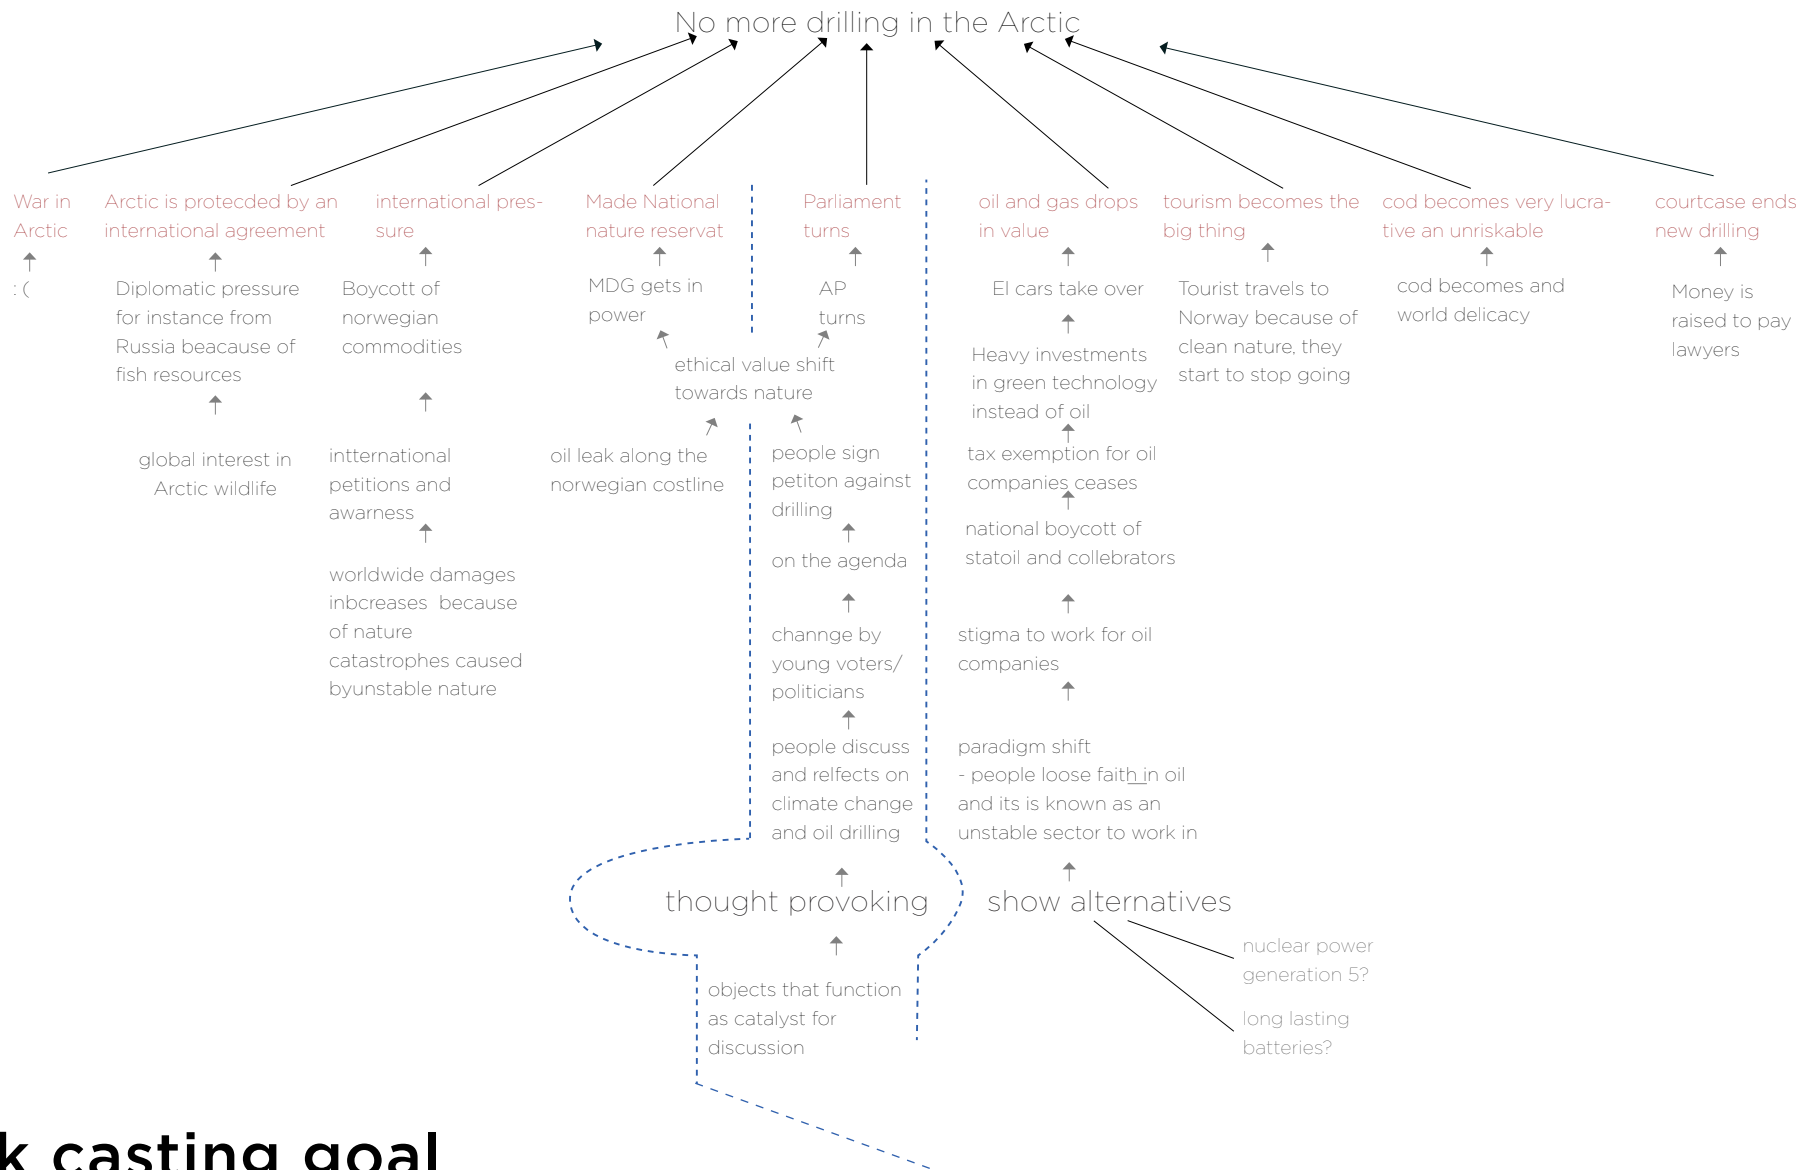 No more drilling in the Arctic
War in
Arctic
: (
Arctic is protecded by an
international agreement
Diplomatic pressure
for instance from
Russia beacause of
fish resources
global interest in
Arctic wildlife
international pres-
sure
Boycott of
norwegian
commodities
intternational
petitions and
awarness
worldwide damages
inbcreases because
of nature
catastrophes caused
byunstable nature
Made National
nature reservat
MDG gets in
power
Parliament
turns
AP
turns
ethical value shift
towards nature
oil leak along the
norwegian costline
people sign
petiton against
drilling
on the agenda
channge by
young voters/
politicians
people discuss
and relfects on
climate change
and oil drilling
thought provoking
objects that function
as catalyst for
discussion
oil and gas drops
in value
El cars take over
Heavy investments
in green technology
instead of oil
tax exemption for oil
companies ceases
national boycott of
statoil and collebrators
stigma to work for oil
companies
paradigm shift
- people loose faith in oil
and its is known as an
unstable sector to work in
show alternatives
nuclear power
generation 5?
long lasting
batteries?
tourism becomes the
big thing
Tourist travels to
Norway because of
clean nature, they
start to stop going
cod becomes very lucra-
tive an unriskable
cod becomes and
world delicacy
courtcase ends
new drilling
Money is
raised to pay
lawyers
k casting goal